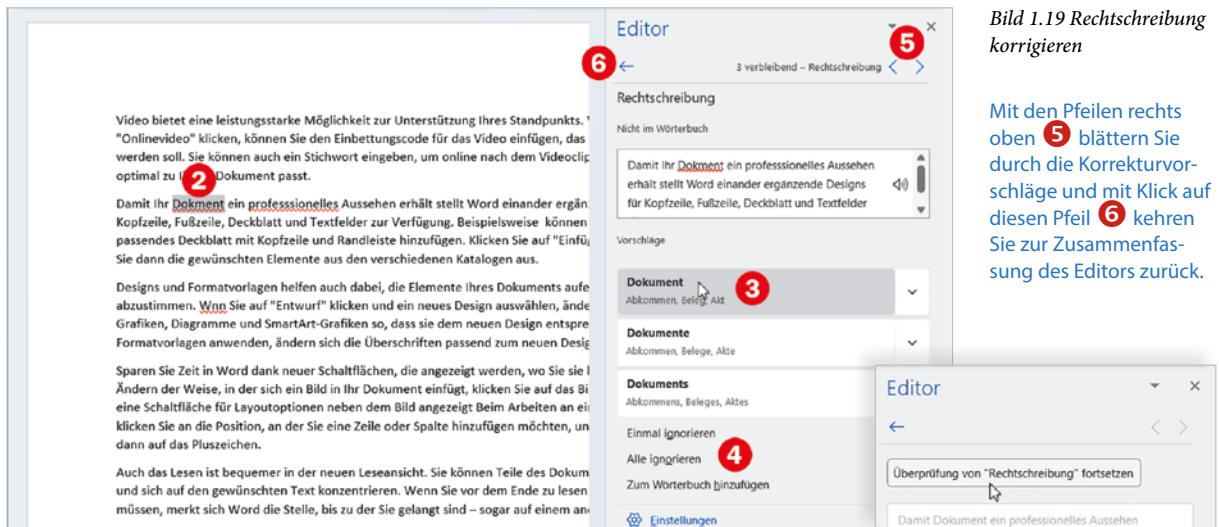 Video bietet eine leistungsstarke Möglichkeit zur Unterstützung Ihres Standpunkts.
"Onlinevideo" klicken, können Sie den Einbettungscode für das Video einfügen, das
werden soll. Sie können auch ein Stichwort eingeben, um online nach dem Videoclip
optimal zu Dokument passt.
2
Damit Ihr Dokment ein professsionelles Aussehen erhält stellt Word einander ergän
Kopfzeile, Fußzeile, Deckblatt und Textfelder zur Verfügung. Beispielsweise können
passendes Deckblatt mit Kopfzeile und Randleiste hinzufügen. Klicken Sie auf "Einfü
Sie dann die gewünschten Elemente aus den verschiedenen Katalogen aus.
Designs und Formatvorlagen helfen auch dabei, die Elemente Ihres Dokuments aufe
abzustimmen. Wnn Sie auf "Entwurf" klicken und ein neues Design auswählen, ände
Grafiken, Diagramme und SmartArt-Grafiken so, dass sie dem neuen Design entspre
Formatvorlagen anwenden, ändern sich die Überschriften passend zum neuen Desig
Sparen Sie Zeit in Word dank neuer Schaltflächen, die angezeigt werden, wo Sie sie
Ändern der Weise, in der sich ein Bild in Ihr Dokument einfügt, klicken Sie auf das Bi
eine Schaltfläche für Layoutoptionen neben dem Bild angezeigt Beim Arbeiten an ei
klicken Sie an die Position, an der Sie eine Zeile oder Spalte hinzufügen möchten, un
dann auf das Pluszeichen.
Auch das Lesen ist bequemer in der neuen Leseansicht. Sie können Teile des Dokum
und sich auf den gewünschten Text konzentrieren. Wenn Sie vor dem Ende zu lesen
müssen, merkt sich Word die Stelle, bis zu der Sie gelangt sind – sogar auf einem an
Editor
5
6
3 verbleibend – Rechtschreibung
Rechtschreibung
Nicht im Wörterbuch
Damit Ihr Dokment ein professsionelles Aussehen
erhält stellt Word einander ergänzende Designs
für Kopfzeile, Fußzeile, Deckblatt und Textfelder
Vorschläge
Dokument
Abkommen, Beleg, Akt
3
Dokumente
Abkommen, Belege, Akte
Dokuments
Abkommens, Beleges, Aktes
Einmal ignorieren
Alle ignorieren
4
Zum Wörterbuch hinzufügen
Einstellungen
Editor
Überprüfung von "Rechtschreibung" fortsetzen
Damit Dokument ein professionelles Aussehen
Bild 1.19 Rechtschreibung
korrigieren
Mit den Pfeilen rechts
oben 5 blättern Sie
durch die Korrekturvor-
schläge und mit Klick auf
diesen Pfeil 6 kehren
Sie zur Zusammenfas-
sung des Editors zurück.